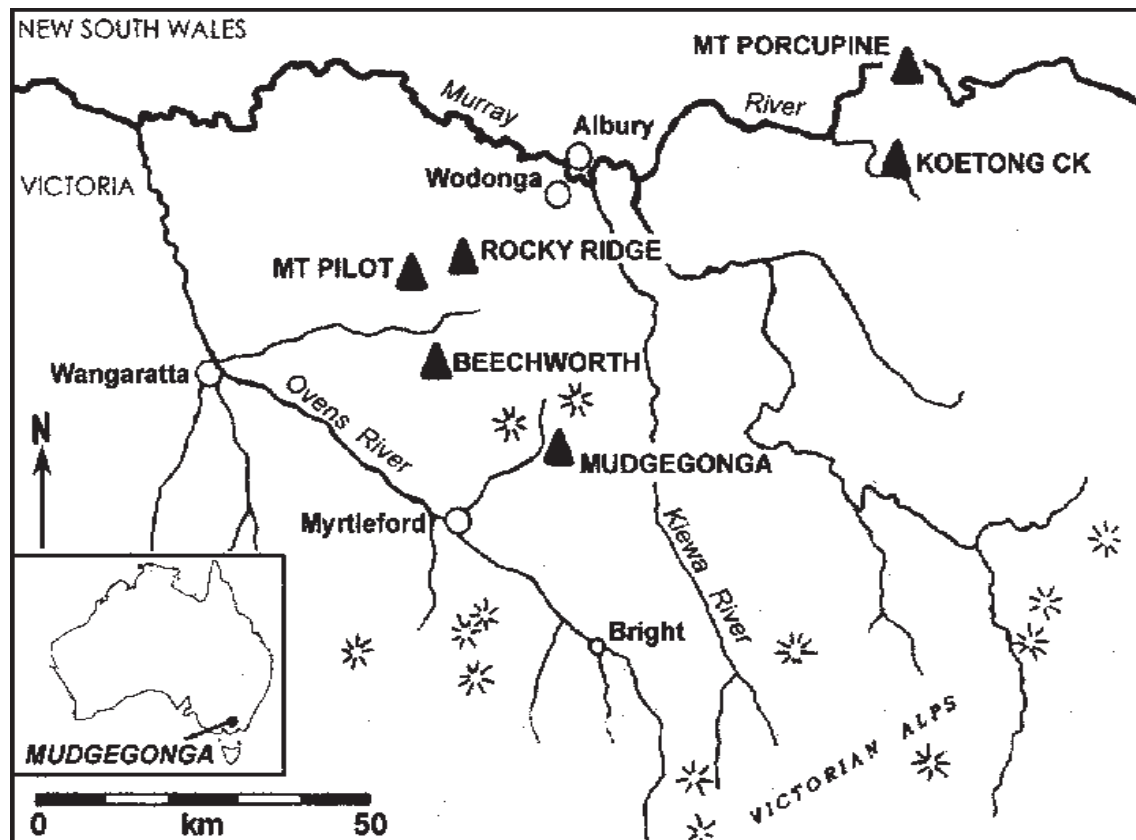 NEW SOUTH WALES
MT PORCUPINE
Murray
River
Albury
KOETONG CK
VICTORIA
Wodonga
ROCKY RIDGE
MT PILOT
BEECHWORTH
Wangaratta
Ovens River
N
MUDGEGONGA
Myrtleford
Kiewa River
Bright
MUDGEGONGA
VICTORIAN ALPS
0 km 50